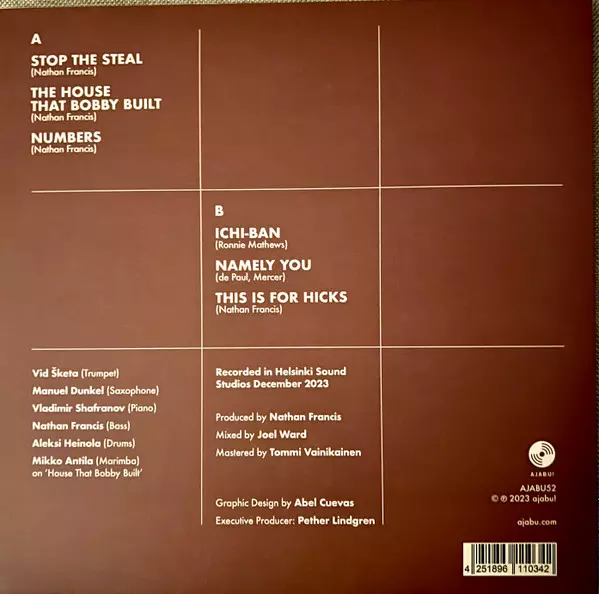 A
STOP THE STEAL
(Nathan Francis)
THE HOUSE
THAT BOBBY BUILT
(Nathan Francis)
NUMBERS
(Nathan Francis)
B
ICHI-BAN
(Ronnie Mathews)
NAMELY YOU
(de Paul, Mercer)
THIS IS FOR HICKS
(Nathan Francis)
Vid Šketa (Trumpet)
Manuel Dunkel (Saxophone)
Vladimir Shafranov (Piano)
Nathan Francis (Bass)
Aleksi Heinola (Drums)
Mikko Antila (Marimba)
on 'House That Bobby Built'
Recorded in Helsinki Sound
Studios December 2023
Produced by Nathan Francis
Mixed by Joel Ward
Mastered by Tommi Vainikainen
Graphic Design by Abel Cuevas
Executive Producer: Pether Lindgren
AJABU!
AJABU52
© ℗ 2023 ajabu!
ajabu.com
4 251896 110342